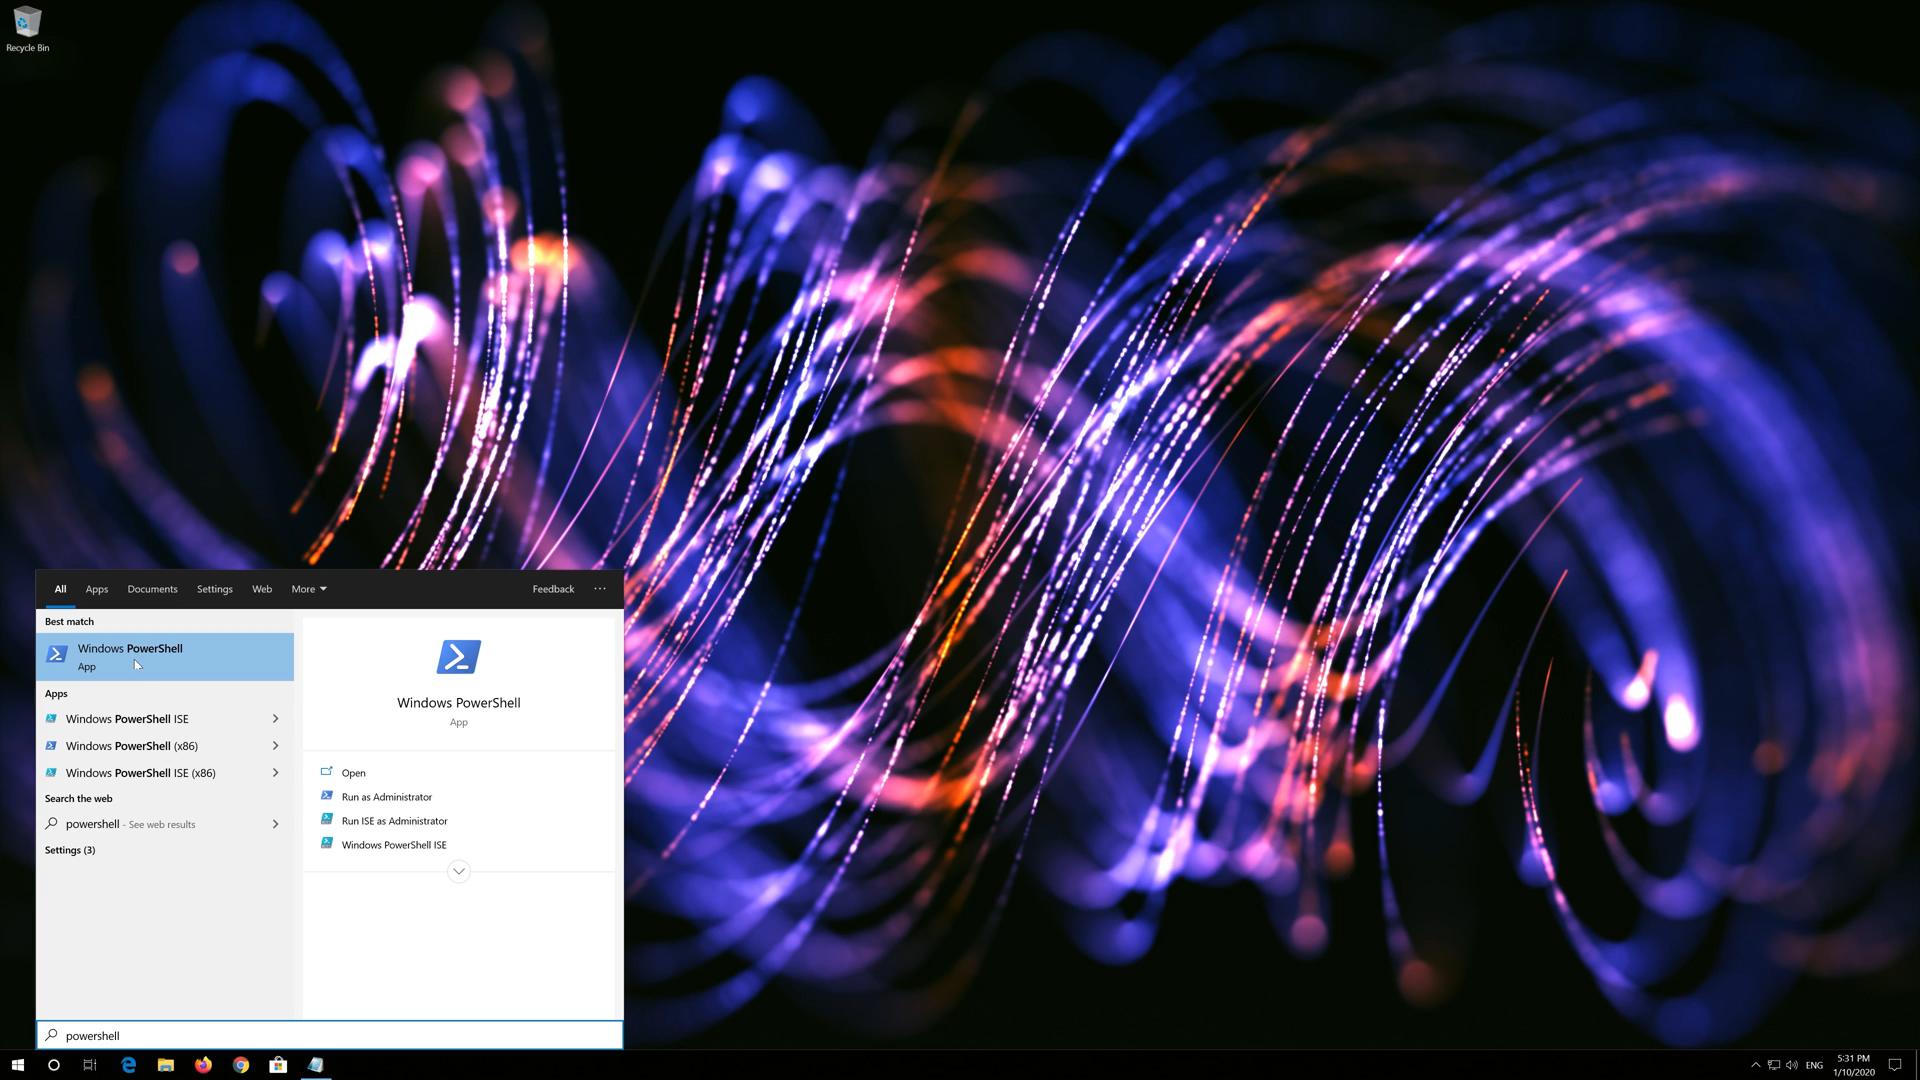 Recycle Bin
All Apps Documents Settings Web More Feedback ...
Best match
Windows PowerShell
App
Apps
Windows PowerShell ISE
Windows PowerShell (x86)
Windows PowerShell ISE (x86)
Search the web
powershell - See web results
Settings (3)
Windows PowerShell
App
Open
Run as Administrator
Run ISE as Administrator
Windows PowerShell ISE
powershell
ENG
5:31 PM
1/10/2020